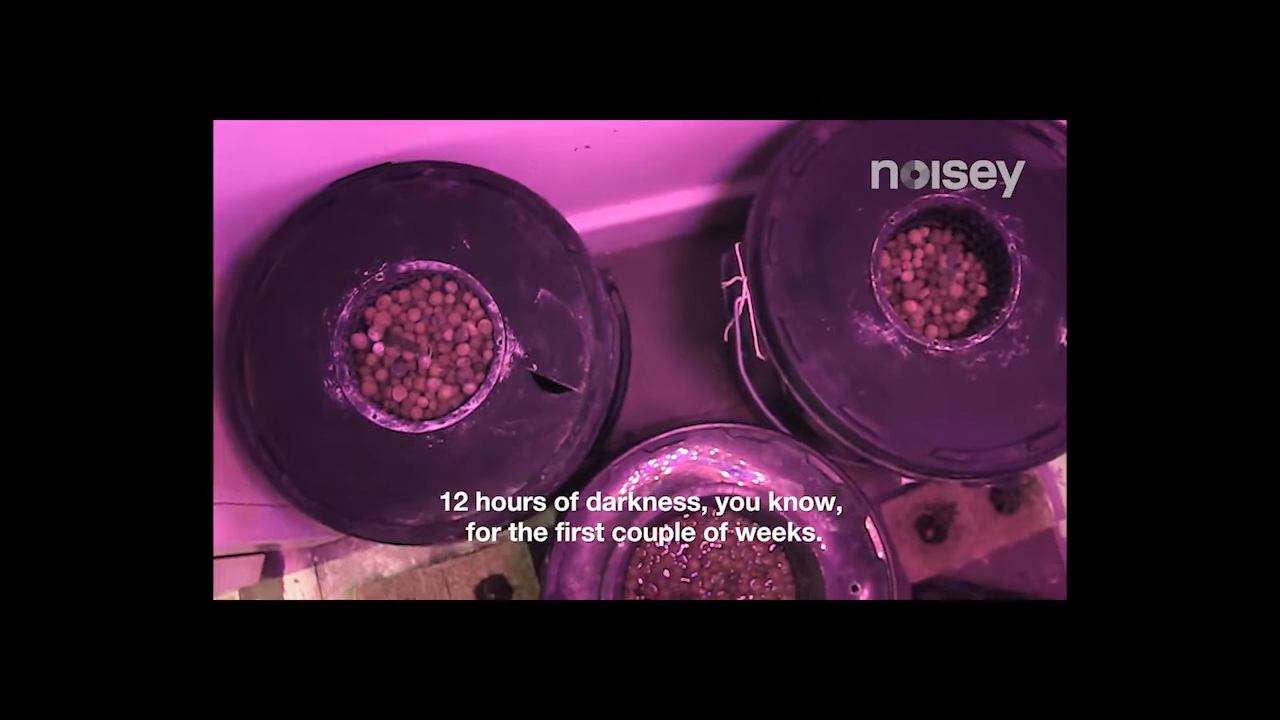 noisey
12 hours of darkness, you know,
for the first couple of weeks.